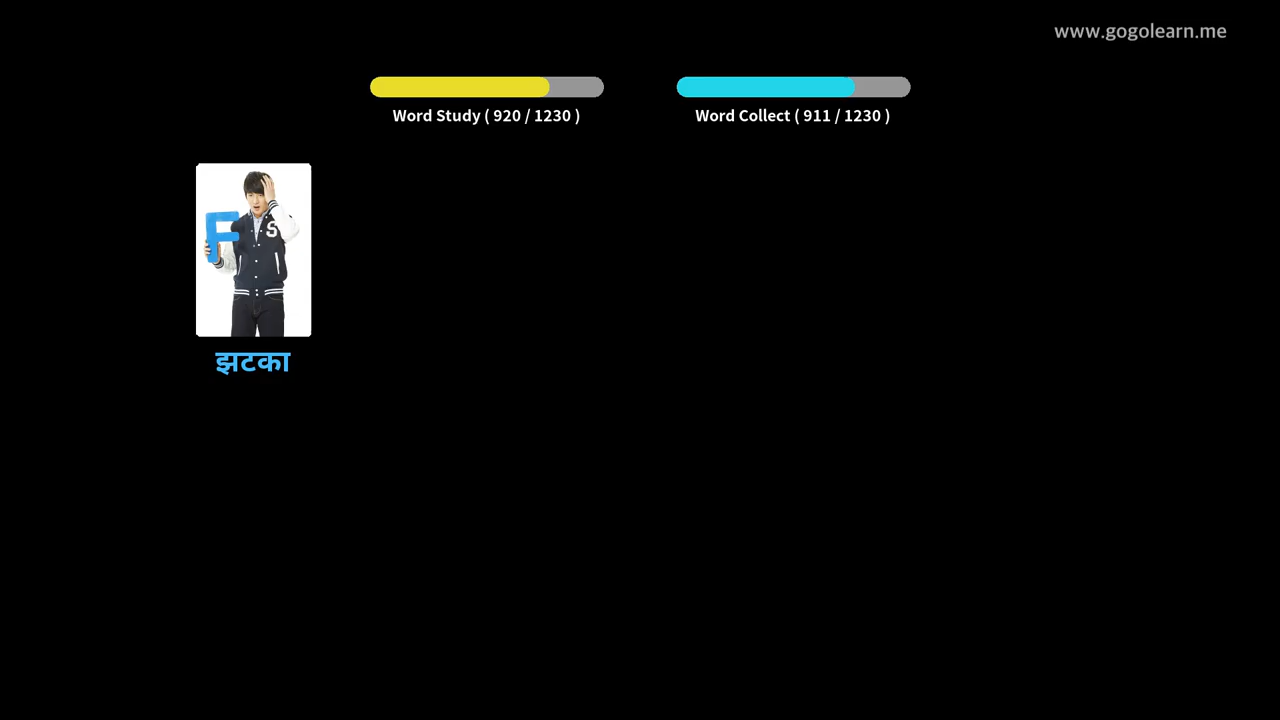 www.gogolearn.me
Word Study ( 920 / 1230 )
Word Collect ( 911 / 1230 )
F
S
झटका